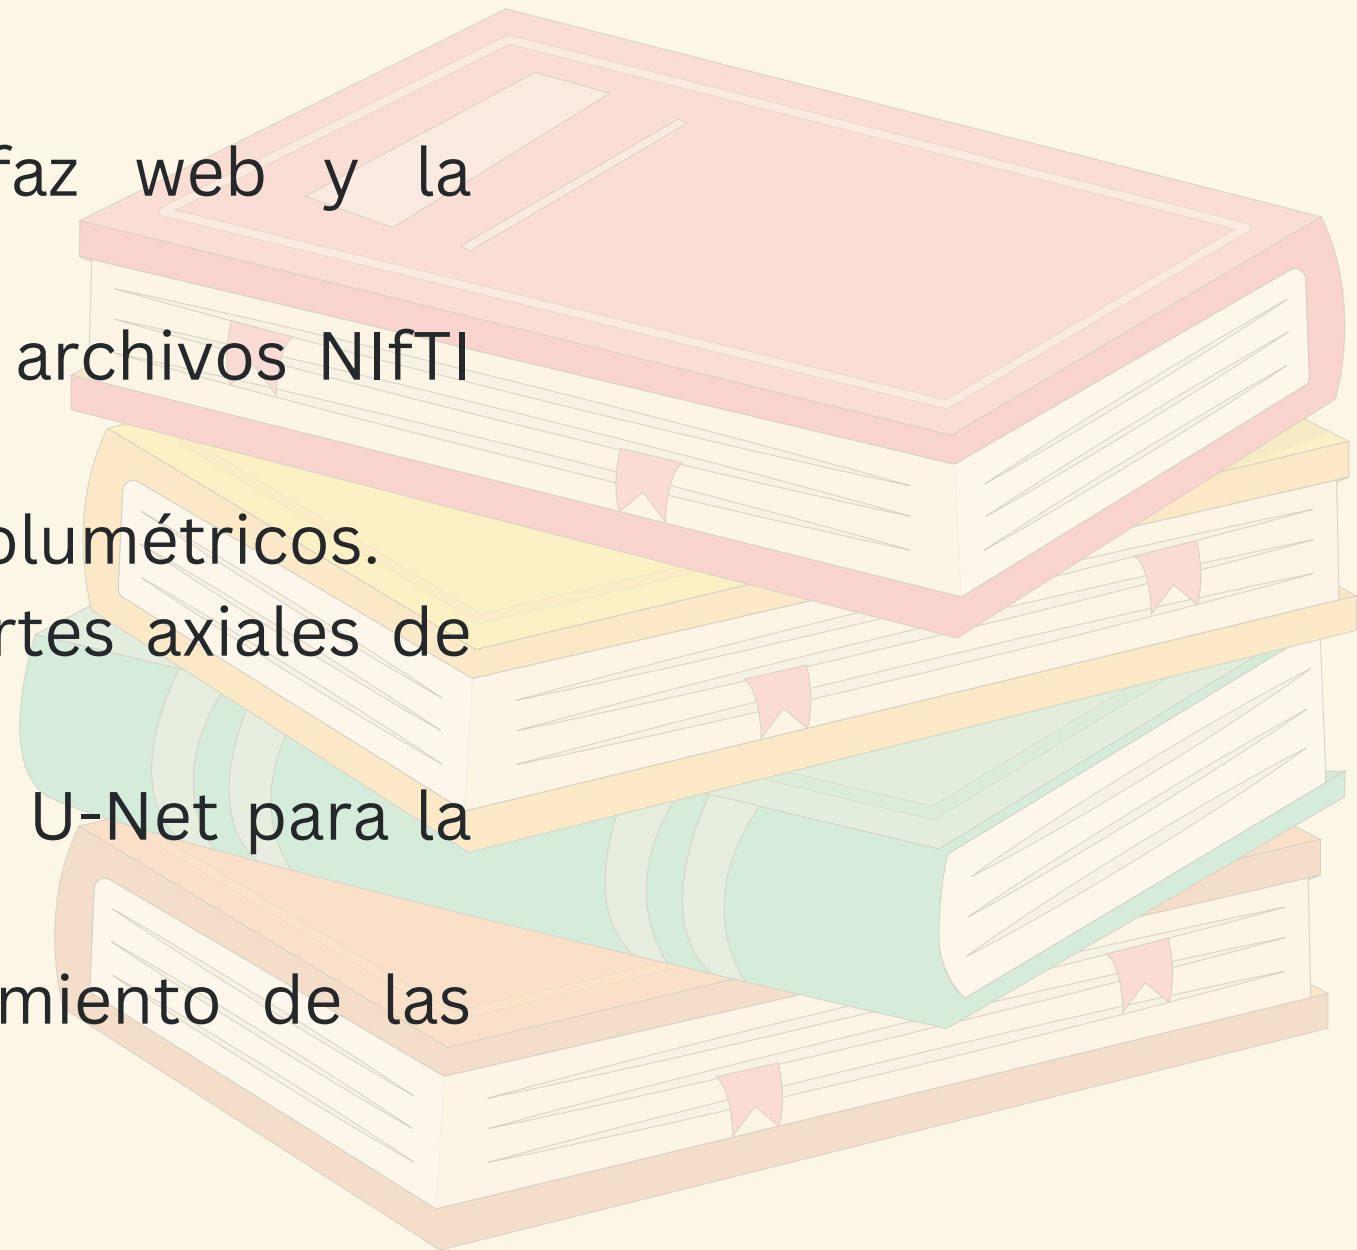 faz web y la
archivos NIfTI
olumétricos.
rtes axiales de
U-Net para la
miento de las